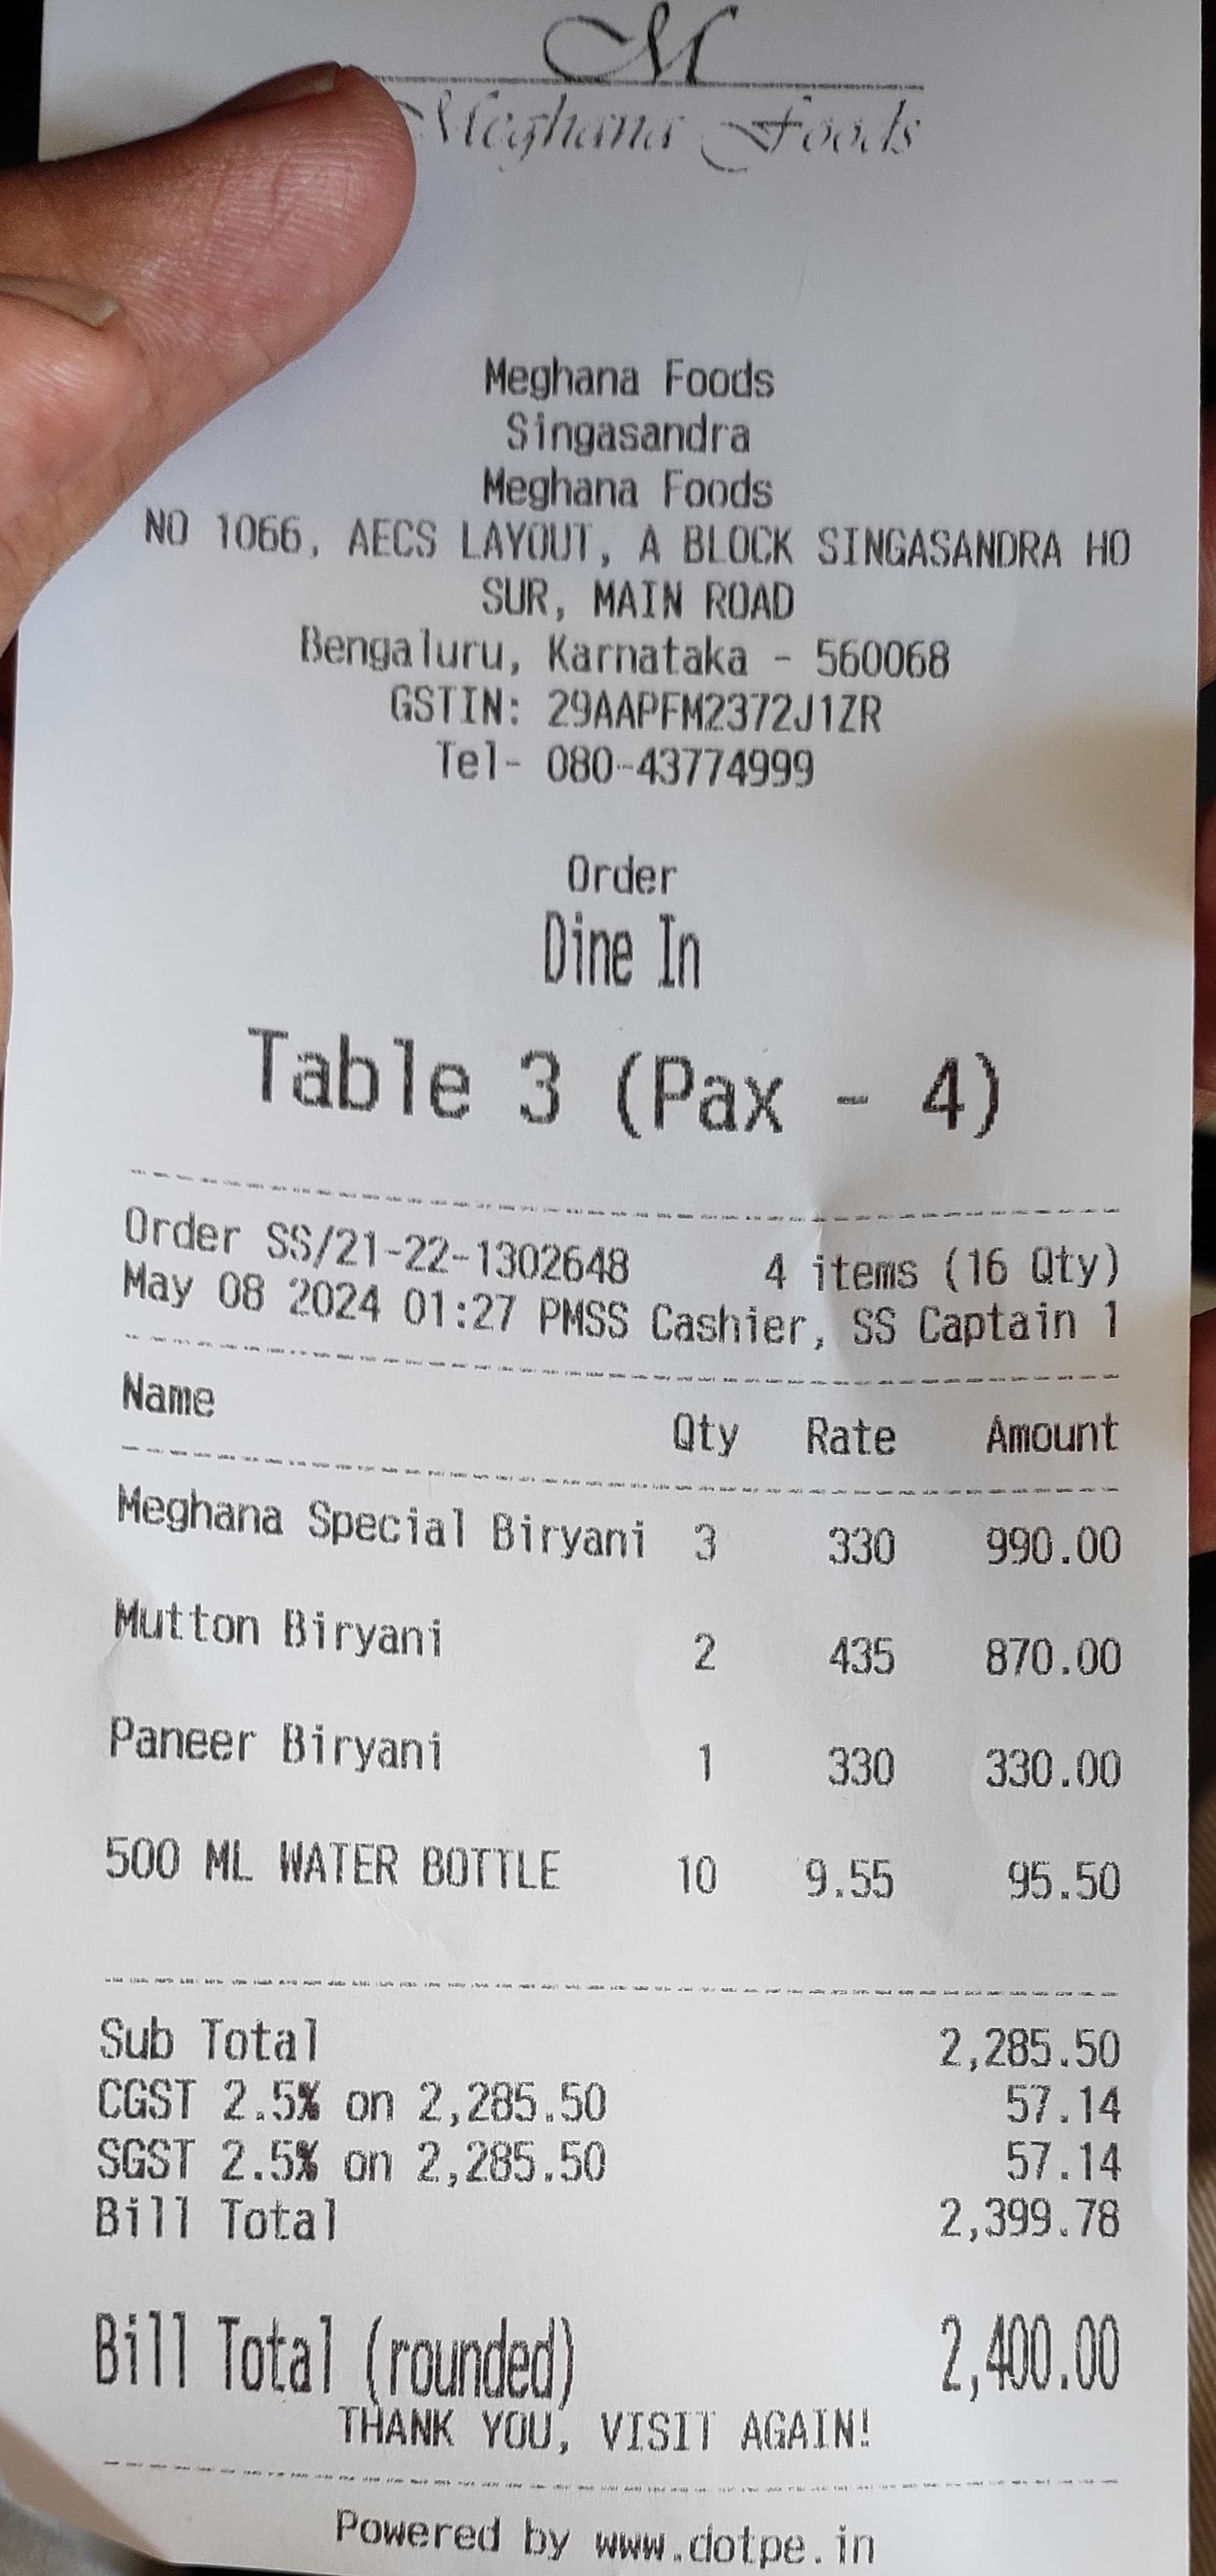 M
Meghana Foods
Meghana Foods
Singasandra
Meghana Foods
NO 1066, AECS LAYOUT, A BLOCK SINGASANDRA HO
SUR, MAIN ROAD
Bengaluru, Karnataka - 560068
GSTIN: 29AAPFM2372J1ZR
Tel- 080-43774999
Order
Dine In
Table 3 (Pax - 4)
Order SS/21-22-1302648 4 items (16 Qty)
May 08 2024 01:27 PMSS Cashier, SS Captain 1
Name Qty Rate Amount
Meghana Special Biryani 3 330 990.00
Mutton Biryani 2 435 870.00
Paneer Biryani 1 330 330.00
500 ML WATER BOTTLE 10 9.55 95.50
Sub Total 2,285.50
CGST 2.5% on 2,285.50 57.14
SGST 2.5% on 2,285.50 57.14
Bill Total 2,399.78
Bill Total (rounded) 2,400.00
THANK YOU, VISIT AGAIN!
Powered by www.dotpe.in